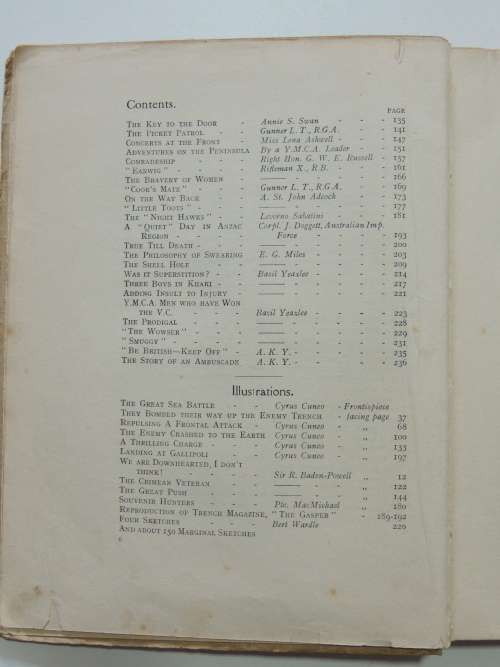 Contents.
PAGE
The Key to the Door - Annie S. Swan - - - 135
The Picket Patrol - - Gunner L. T., R.G.A. - - 141
Concerts at the Front - Miss Lena Ashwell - - - 147
Adventures on the Peninsula By a Y.M.C.A. Leader - - 151
Comradeship - - - Right Hon. G. W. E. Russell - - 157
"Earwig" - - - Rifleman X., R.B. - - - 161
The Bravery of Women - - - - 166
"Cook's Mate" - - - Gunner L. T., R.G.A. - - 169
On the Way Back - - A. St. John Adcock - - - 173
"Little Toots" - - - - - - 177
The "Night Hawks" - - Leverno Sabatini - - - 181
A "Quiet" Day in Anzac Corpl. J. Doggett, Australian Imp.
Region - - - - Force - - - - 193
True Till Death - - - - - - 200
The Philosophy of Swearing E. G. Miles - - - - 203
The Shell Hole - - - - - - 209
Was it Superstition? - - Basil Yeaxlee - - - - 214
Three Boys in Khaki - - - - - 217
Adding Insult to Injury - - - - - 221
Y.M.C.A. Men who have Won
the V.C. - - - Basil Yeaxlee - - - - 223
The Prodigal - - - - - - 228
"The Wowser" - - - - - - 229
"Smuggy" - - - - - - - 231
"Be British—Keep Off" - A. K. Y. - - - - - 235
The Story of an Ambuscade A. K. Y. - - - - - 236
Illustrations.
The Great Sea Battle - - Cyrus Cuneo - Frontispiece
They Bombed their way up the Enemy Trench - facing page 37
Repulsing A Frontal Attack - Cyrus Cuneo - ,, 68
The Enemy Crashed to the Earth Cyrus Cuneo - ,, 100
A Thrilling Charge - - Cyrus Cuneo - ,, 133
Landing at Gallipoli - Cyrus Cuneo - ,, 197
We are Downhearted, I don't
think! - - - - Sir R. Baden-Powell ,, 12
The Crimean Veteran - - - - ,, 122
The Great Push - - - - - ,, 144
Souvenir Hunters - - Pte. MacMichael ,, 180
Reproduction of Trench Magazine, "The Gasper" - 189-192
Four Sketches - - - Bert Wardle - 220
And about 150 Marginal Sketches
6